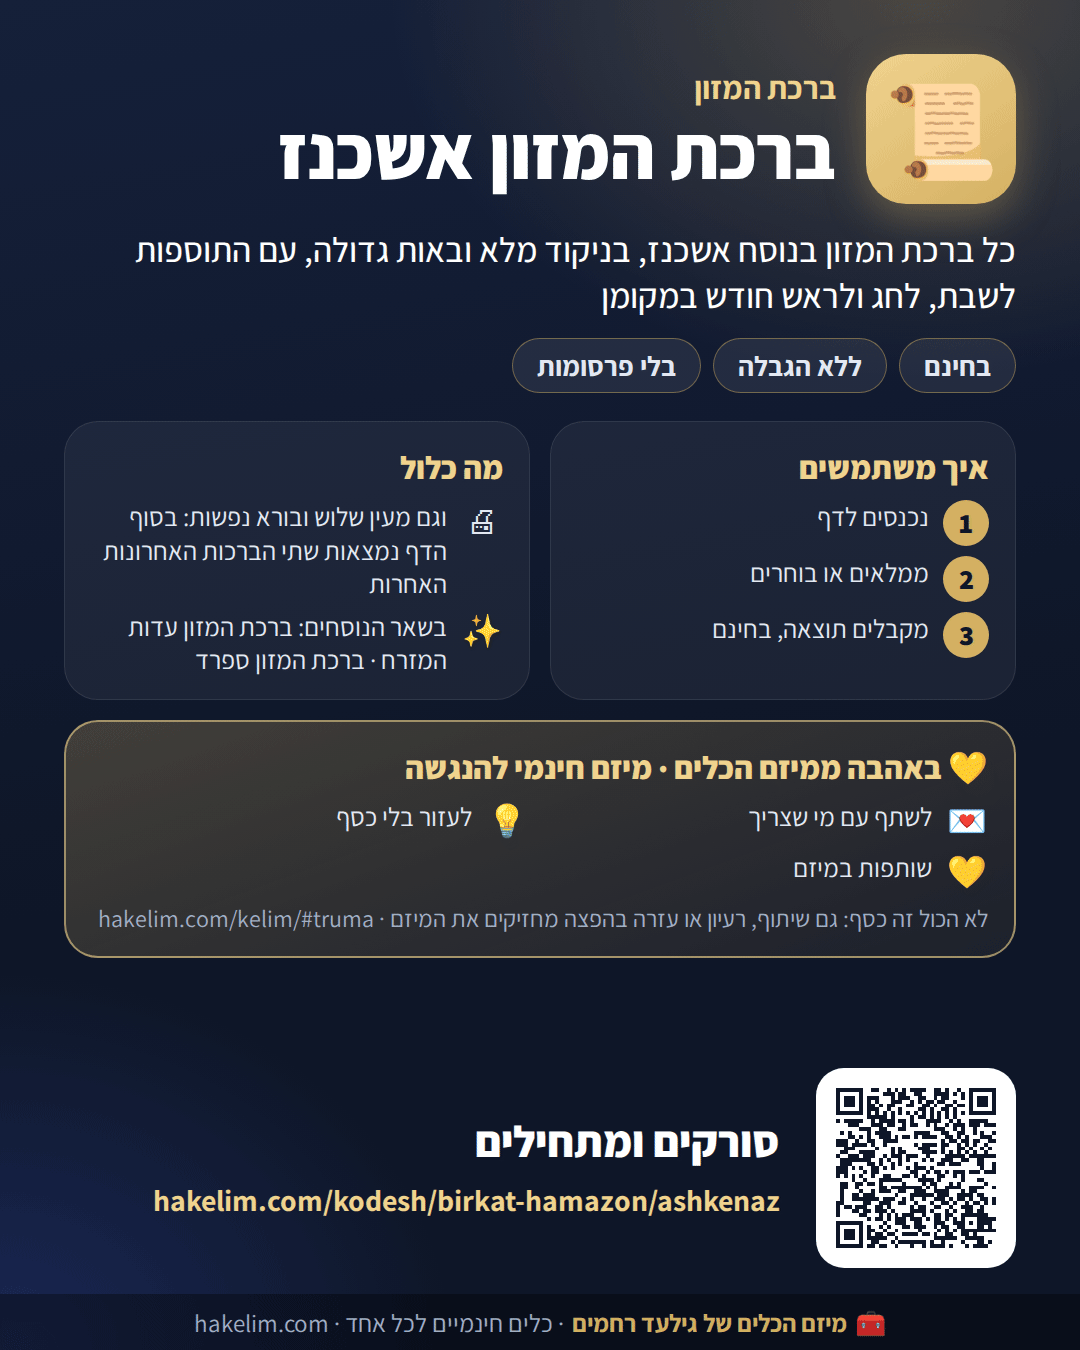 ברכת המזון
ברכת המזון אשכנז
כל ברכת המזון בנוסח אשכנז, בניקוד מלא ובאות גדולה, עם התוספות
לשבת, לחג ולראש חודש במקומן
בחינם
ללא הגבלה
בלי פרסומות
איך משתמשים
1 נכנסים לדף
2 ממלאים או בוחרים
3 מקבלים תוצאה, בחינם
מה כלול
וגם מעין שלוש ובורא נפשות: בסוף
הדף נמצאות שתי הברכות האחרונות
האחרות
בשאר הנוסחים: ברכת המזון עדות
המזרח · ברכת המזון ספרד
באהבה ממיזם הכלים · מיזם חינמי להנגשה
לשתף עם מי שצריך
לעזור בלי כסף
שותפות במיזם
לא הכול זה כסף: גם שיתוף, רעיון או עזרה בהפצה מחזיקים את המיזם · hakelim.com/kelim/#truma
סורקים ומתחילים
hakelim.com/kodesh/birkat-hamazon/ashkenaz
מיזם הכלים של גילעד רחמים · כלים חינמיים לכל אחד · hakelim.com